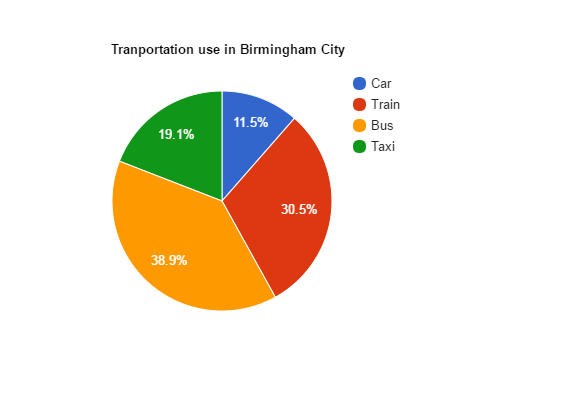 Tranportation use in Birmingham City
Car
Train
Bus
Taxi
11.5%
19.1%
30.5%
38.9%